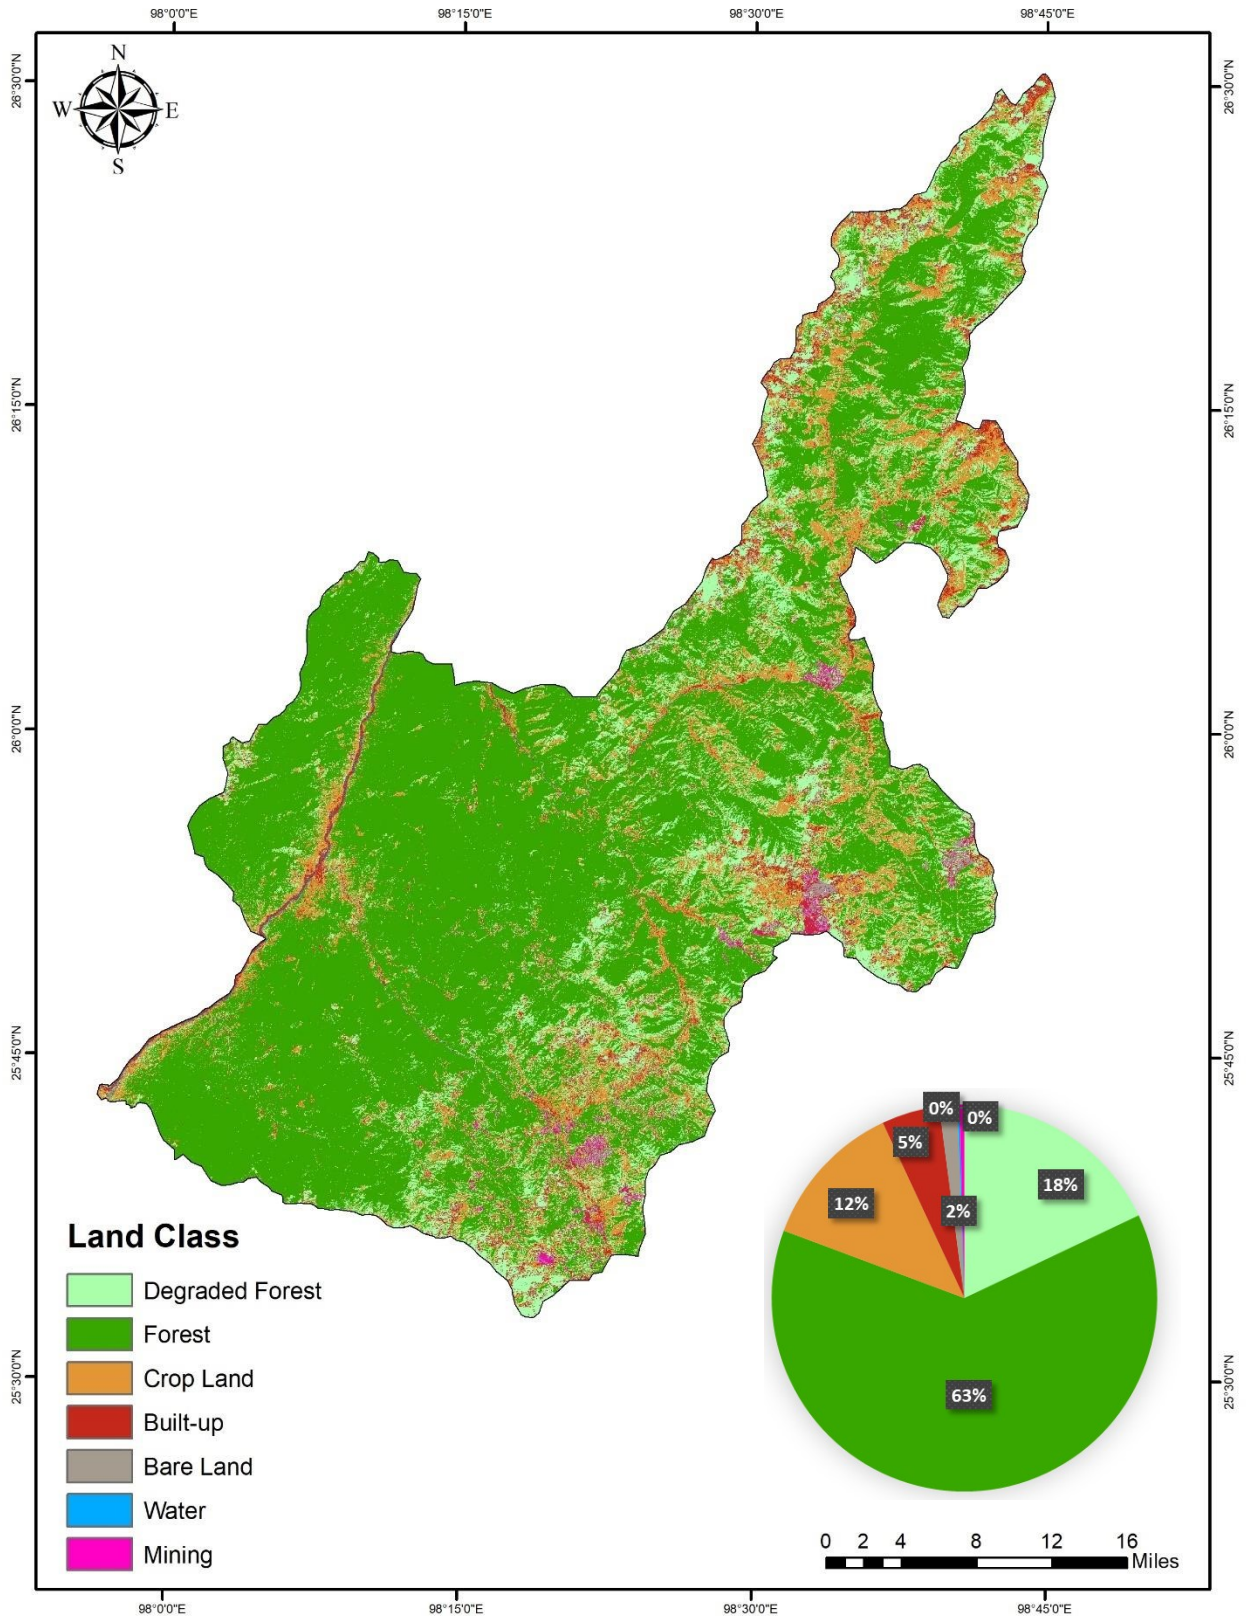 98°0'0"E 98°15'0"E 98°30'0"E 98°45'0"E
N
W E
S
26°30'0"N 26°30'0"N
26°15'0"N 26°15'0"N
26°0'0"N 26°0'0"N
25°45'0"N 25°45'0"N
25°30'0"N 25°30'0"N
0% 0%
5%
18%
12% 2%
63%
Land Class
Degraded Forest
Forest
Crop Land
Built-up
Bare Land
Water
Mining
0 2 4 8 12 16
Miles
98°0'0"E 98°15'0"E 98°30'0"E 98°45'0"E